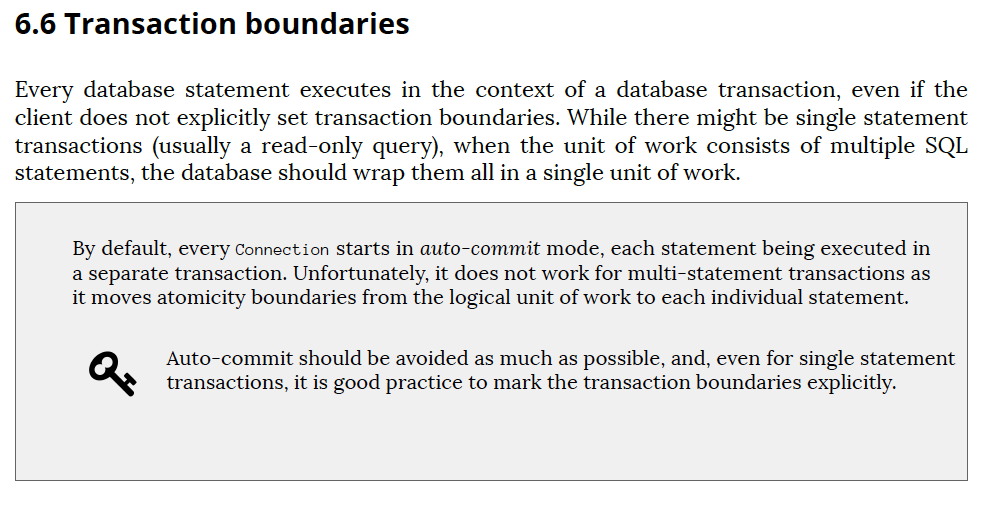 6.6 Transaction boundaries
Every database statement executes in the context of a database transaction, even if the
client does not explicitly set transaction boundaries. While there might be single statement
transactions (usually a read-only query), when the unit of work consists of multiple SQL
statements, the database should wrap them all in a single unit of work.
By default, every Connection starts in auto-commit mode, each statement being executed in
a separate transaction. Unfortunately, it does not work for multi-statement transactions as
it moves atomicity boundaries from the logical unit of work to each individual statement.
Auto-commit should be avoided as much as possible, and, even for single statement
transactions, it is good practice to mark the transaction boundaries explicitly.